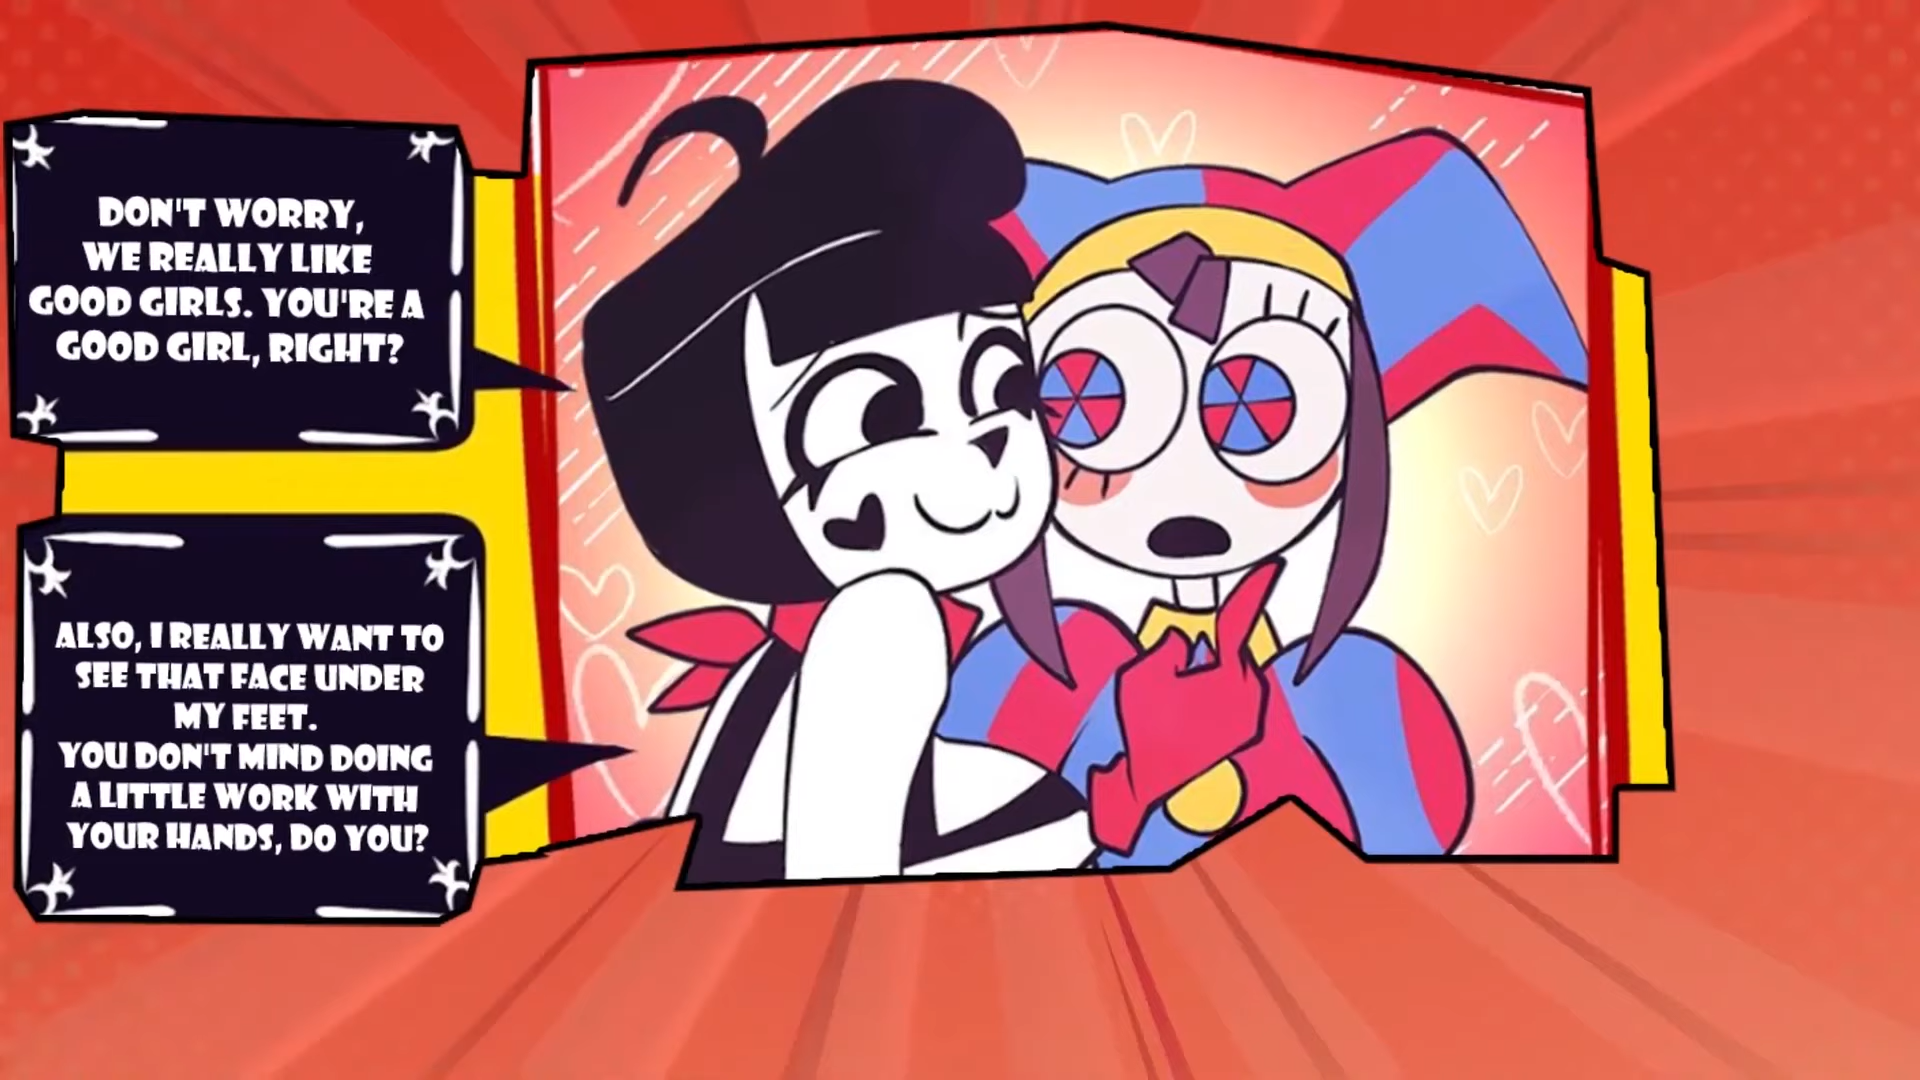 DON'T WORRY,
WE REALLY LIKE
GOOD GIRLS. YOU'RE A
GOOD GIRL, RIGHT?
ALSO, I REALLY WANT TO
SEE THAT FACE UNDER
MY FEET.
YOU DON'T MIND DOING
A LITTLE WORK WITH
YOUR HANDS, DO YOU?